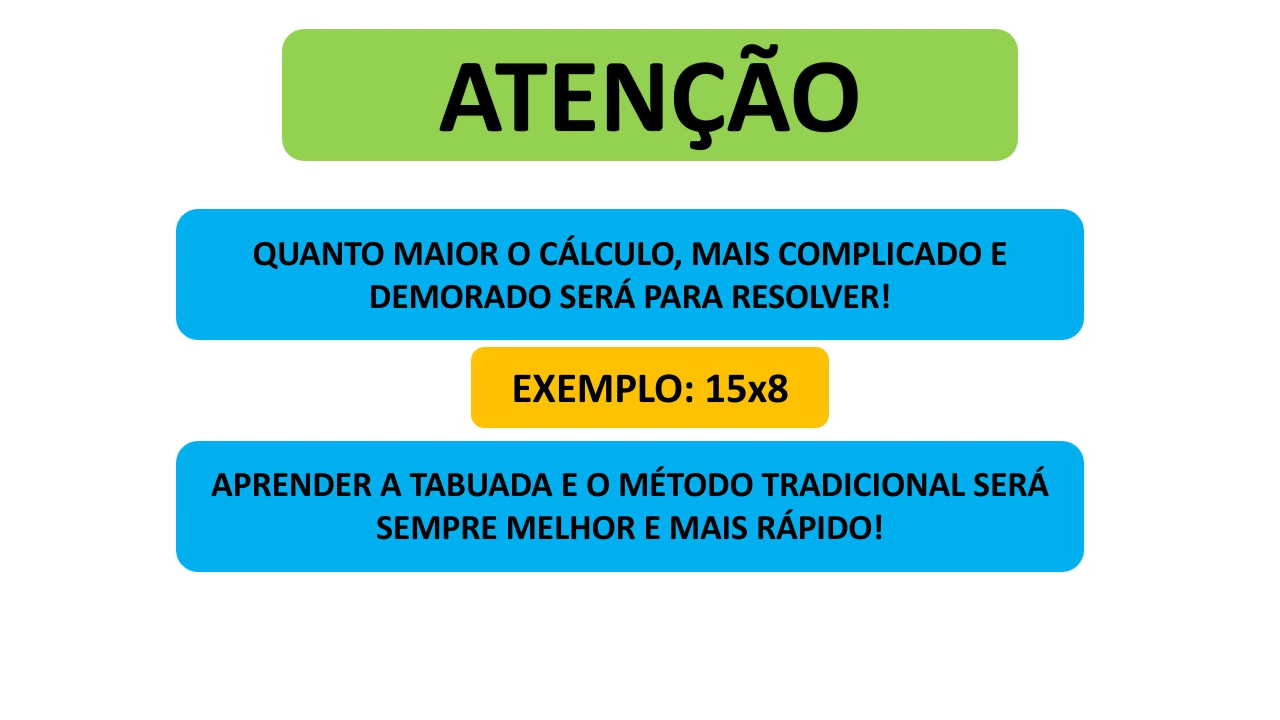 ATENÇÃO
QUANTO MAIOR O CÁLCULO, MAIS COMPLICADO E
DEMORADO SERÁ PARA RESOLVER!
EXEMPLO: 15x8
APRENDER A TABUADA E O MÉTODO TRADICIONAL SERÁ
SEMPRE MELHOR E MAIS RÁPIDO!